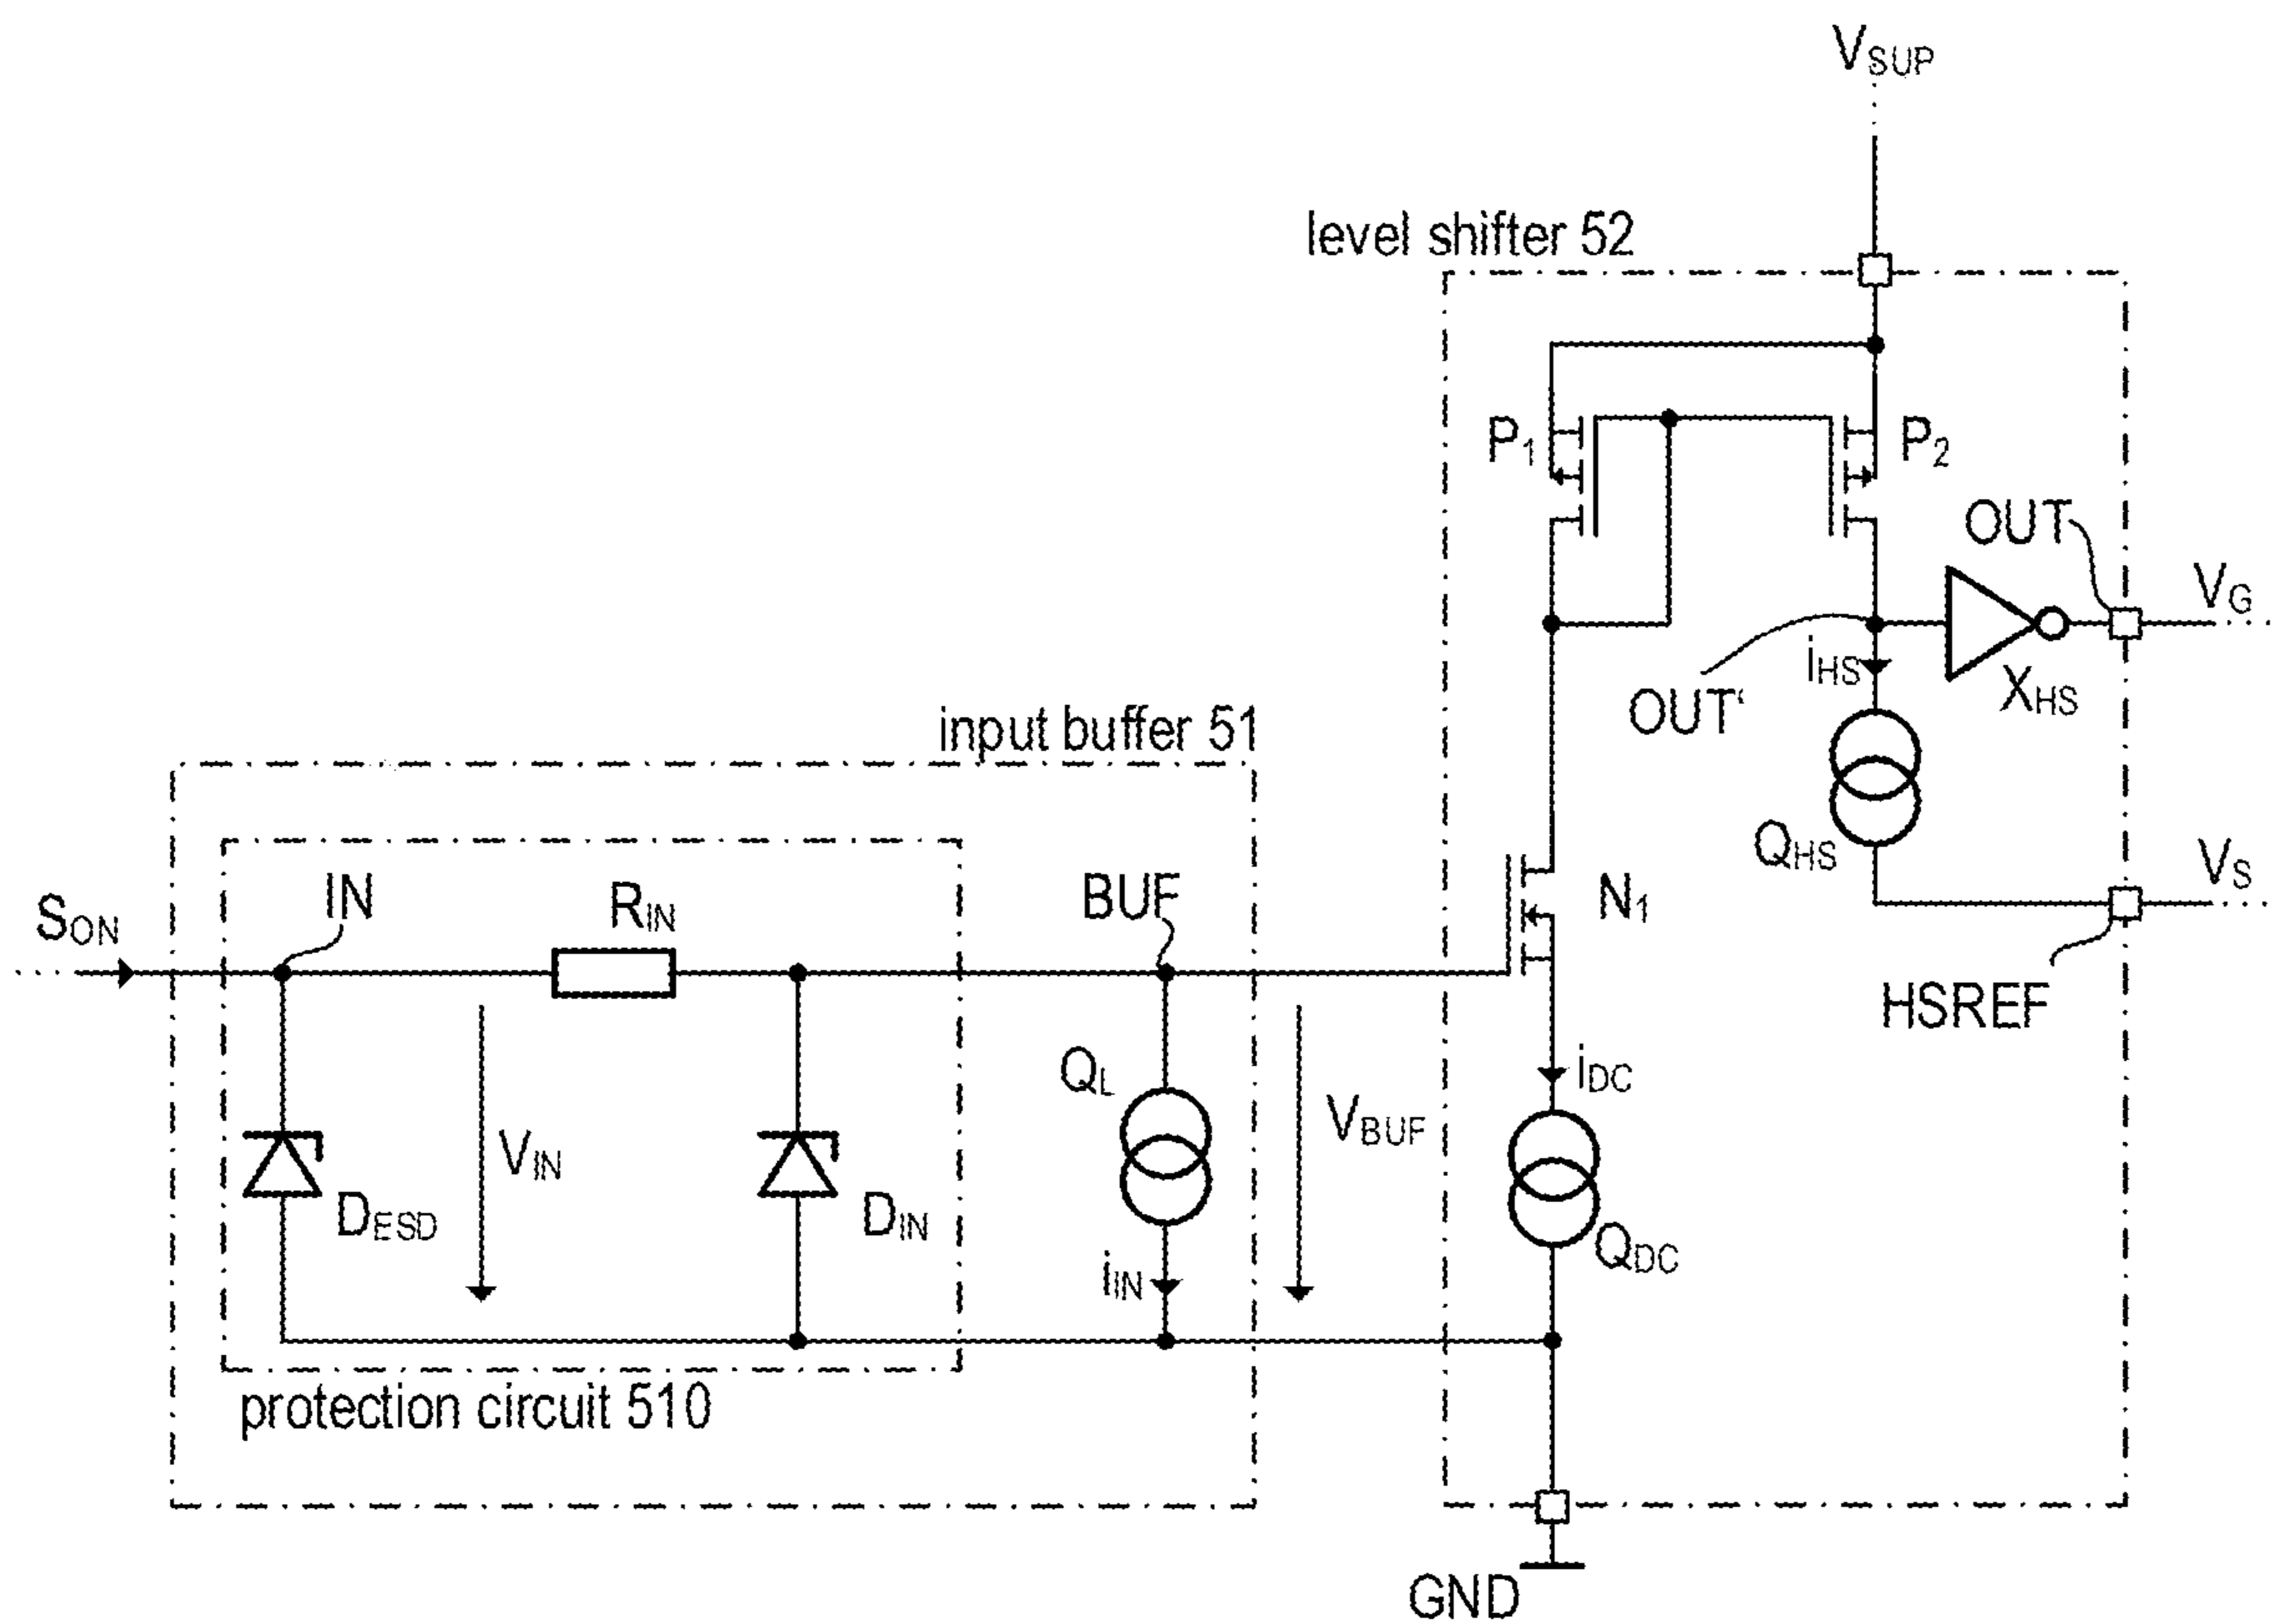 VSUP
level shifter 52
P1
P2
OUT
VG
iHS
XHS
OUT'
input buffer 51
QHS
VS
SON
IN
RIN
BUF
N1
HSREF
QL
iDC
VIN
VBUF
DESD
DIN
QDC
iIN
protection circuit 510
GND